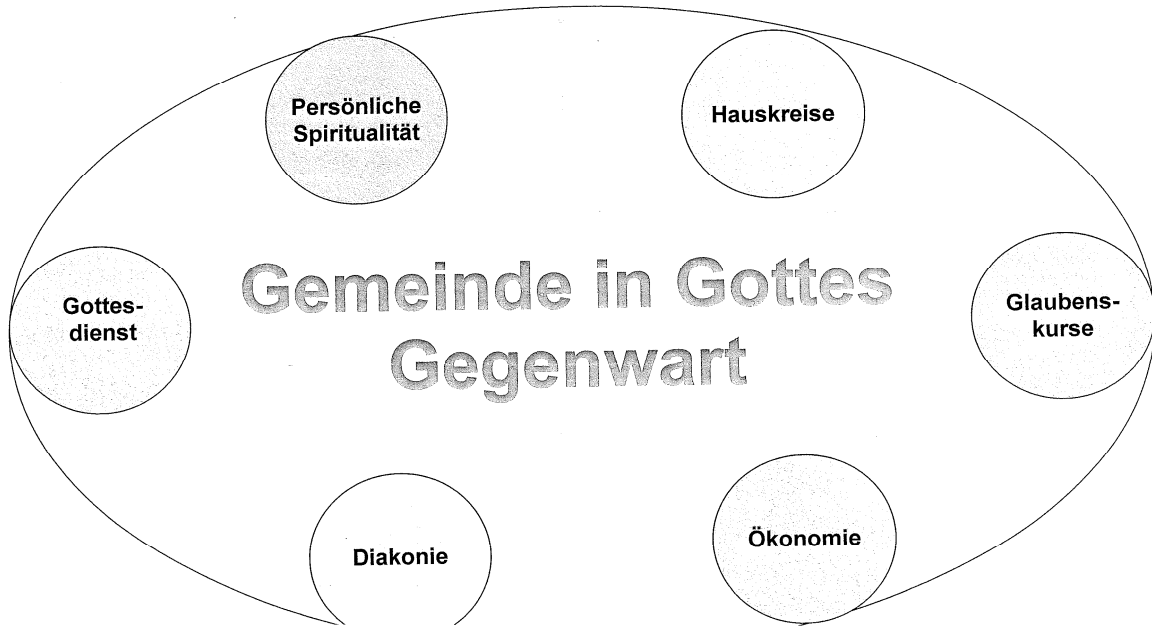 Persönliche
Spiritualität
Hauskreise
Gemeinde in Gottes
Gegenwart
Gottes-
dienst
Glaubens-
kurse
Diakonie
Ökonomie